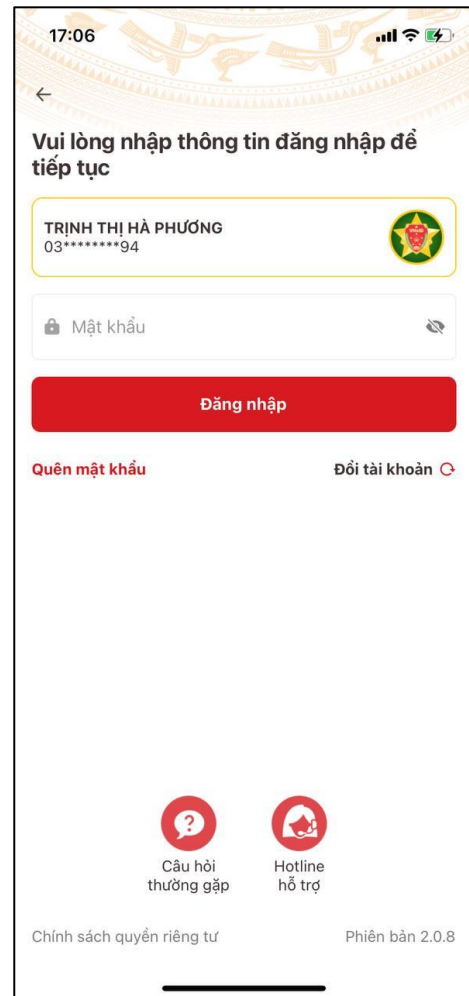 17:06
Vui lòng nhập thông tin đăng nhập để
tiếp tục
TRỊNH THỊ HÀ PHƯƠNG
03********94
Mật khẩu
Đăng nhập
Quên mật khẩu
Đổi tài khoản
Câu hỏi
thường gặp
Hotline
hỗ trợ
Chính sách quyền riêng tư
Phiên bản 2.0.8